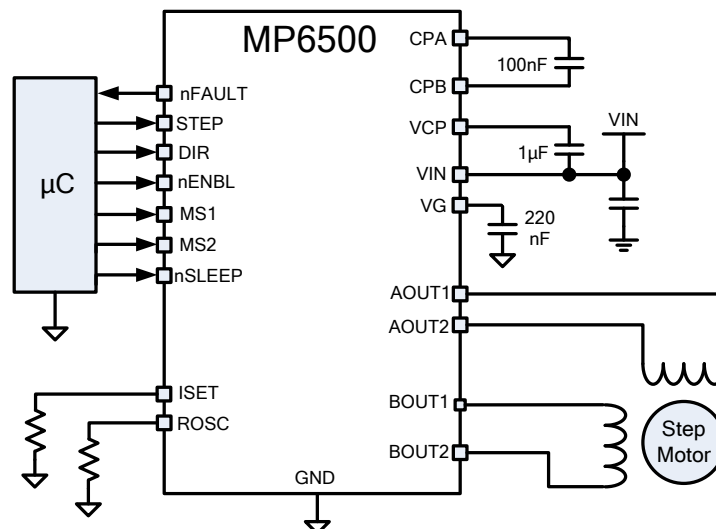 MP6500
µC
nFAULT
STEP
DIR
nENBL
MS1
MS2
nSLEEP
ISET
ROSC
GND
CPA
CPB
VCP
VIN
VG
AOUT1
AOUT2
BOUT1
BOUT2
100nF
1µF
VIN
220
nF
Step
Motor